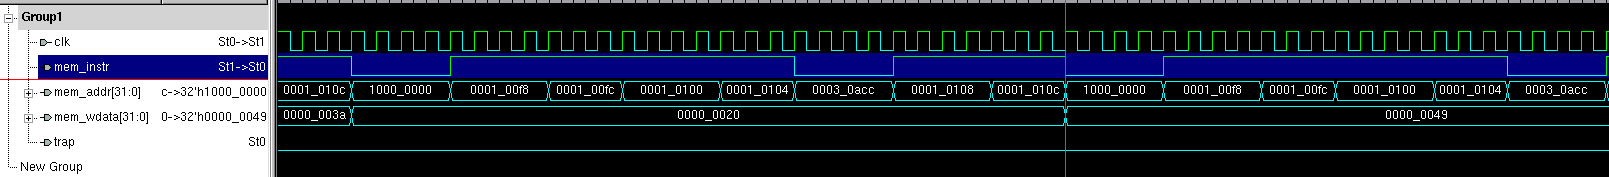 Group1
clk St0->St1
mem_instr St1->St0
mem_addr[31:0] c->32'h1000_0000 0001_010c 1000_0000 0001_00f8 0001_00fc 0001_0100 0001_0104 0003_0acc 0001_0108 0001_010c 1000_0000 0001_00f8 0001_00fc 0001_0100 0001_0104 0003_0acc
mem_wdata[31:0] 0->32'h0000_0049 0000_003a 0000_0020 0000_0049
trap St0
New Group